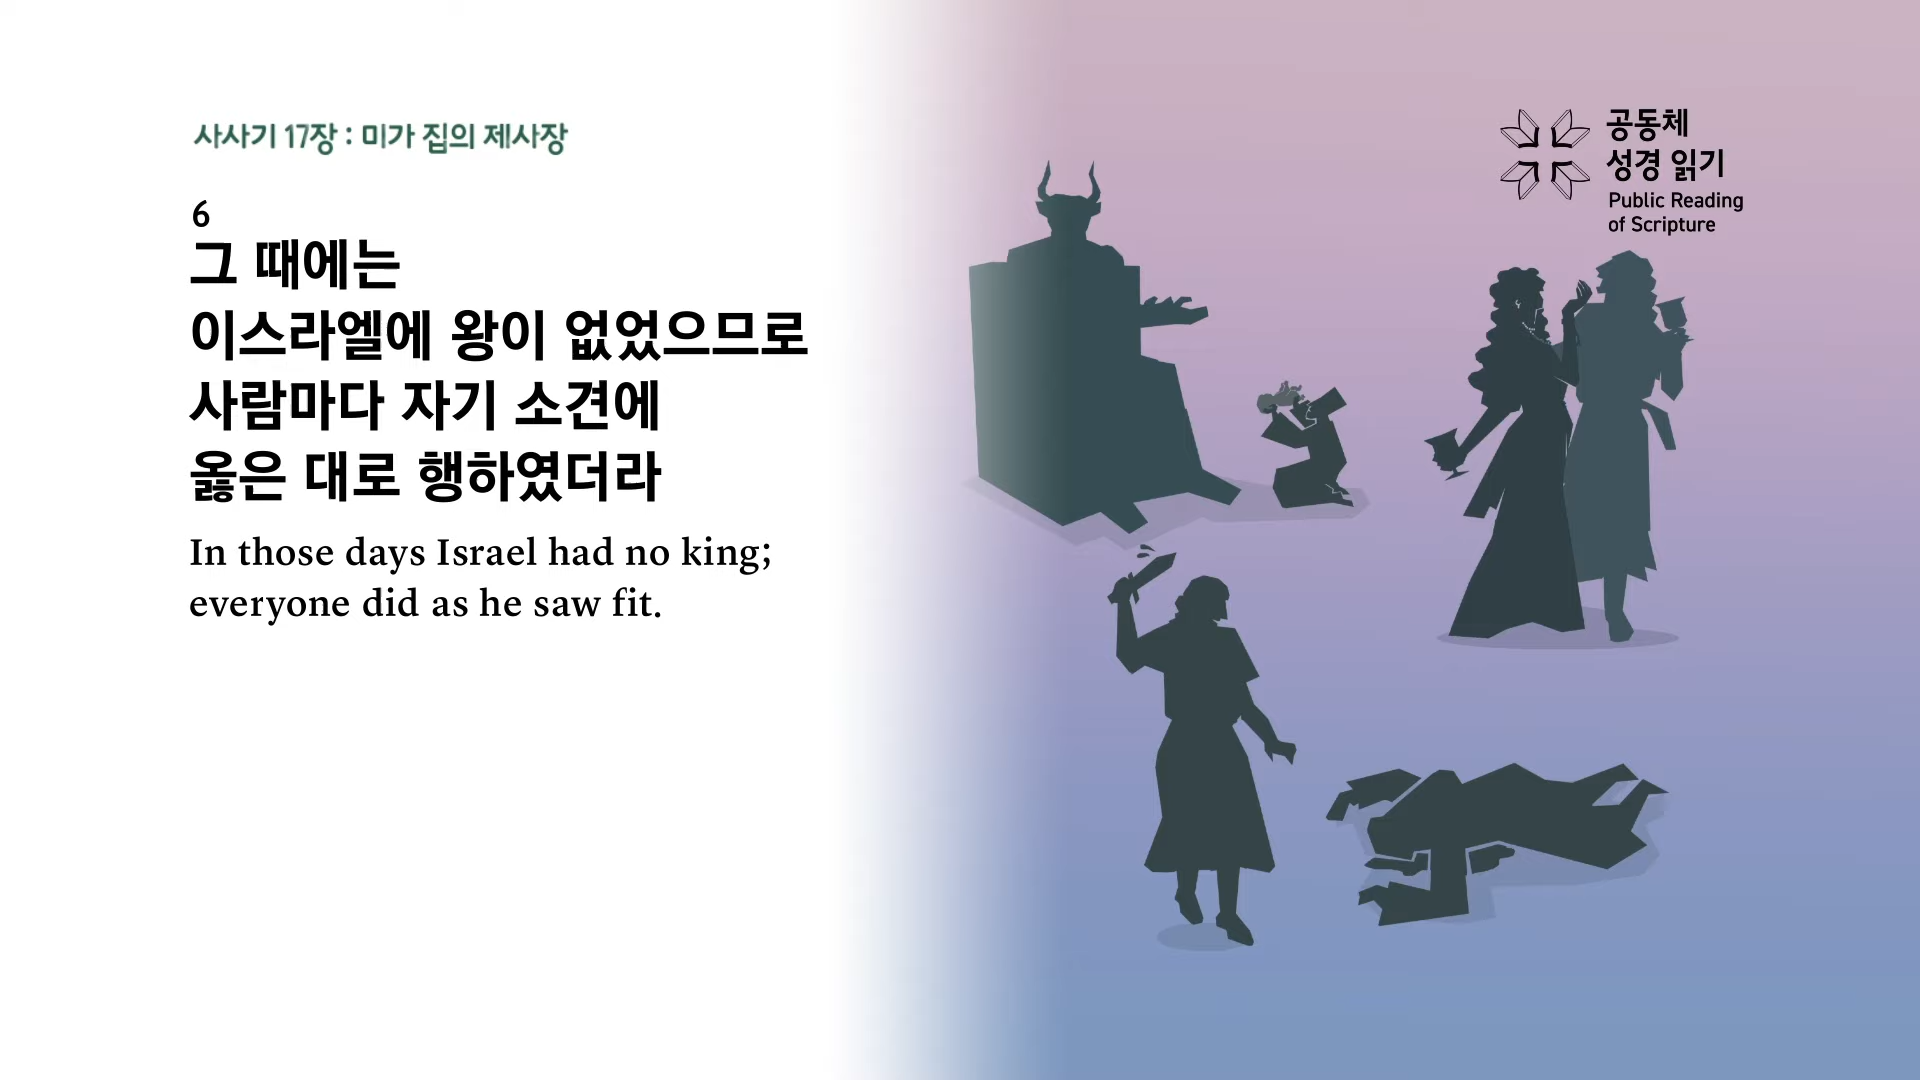 사사기 17장 : 미가 집의 제사장
6
그 때에는
이스라엘에 왕이 없었으므로
사람마다 자기 소견에
옳은 대로 행하였더라
In those days Israel had no king;
everyone did as he saw fit.
공동체
성경 읽기
Public Reading
of Scripture